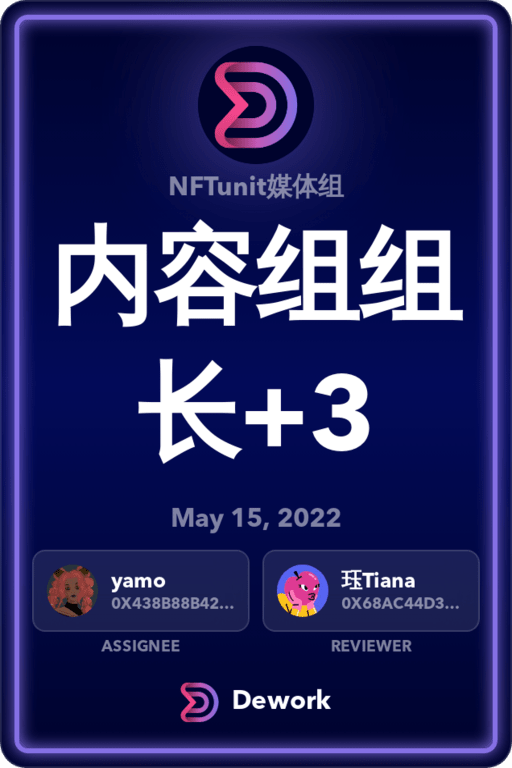 NFTunit媒体组
内容组组
长+3
May 15, 2022
yamo
0X438B88B42...
ASSIGNEE
珏Tiana
0X68AC44D3...
REVIEWER
Dework